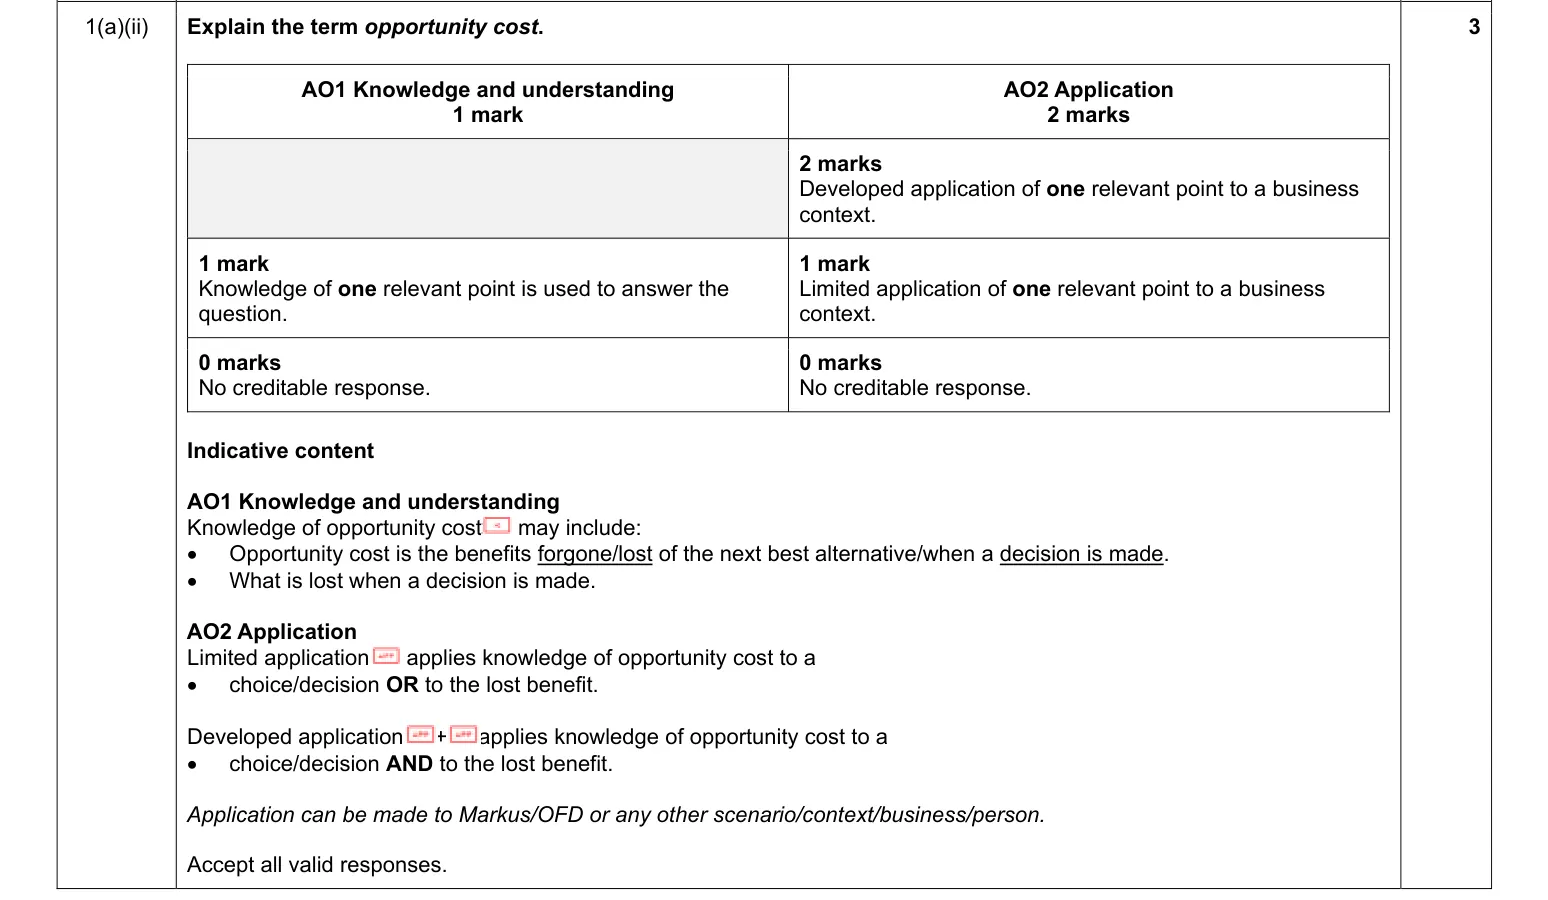 1(a)(ii)
Explain the term opportunity cost.
3
AO1 Knowledge and understanding
1 mark
AO2 Application
2 marks
2 marks
Developed application of one relevant point to a business
context.
1 mark
Knowledge of one relevant point is used to answer the
question.
1 mark
Limited application of one relevant point to a business
context.
0 marks
No creditable response.
0 marks
No creditable response.
Indicative content
AO1 Knowledge and understanding
Knowledge of opportunity cost may include:
• Opportunity cost is the benefits forgone/lost of the next best alternative/when a decision is made.
• What is lost when a decision is made.
AO2 Application
Limited application applies knowledge of opportunity cost to a
• choice/decision OR to the lost benefit.
Developed application + applies knowledge of opportunity cost to a
• choice/decision AND to the lost benefit.
Application can be made to Markus/OFD or any other scenario/context/business/person.
Accept all valid responses.